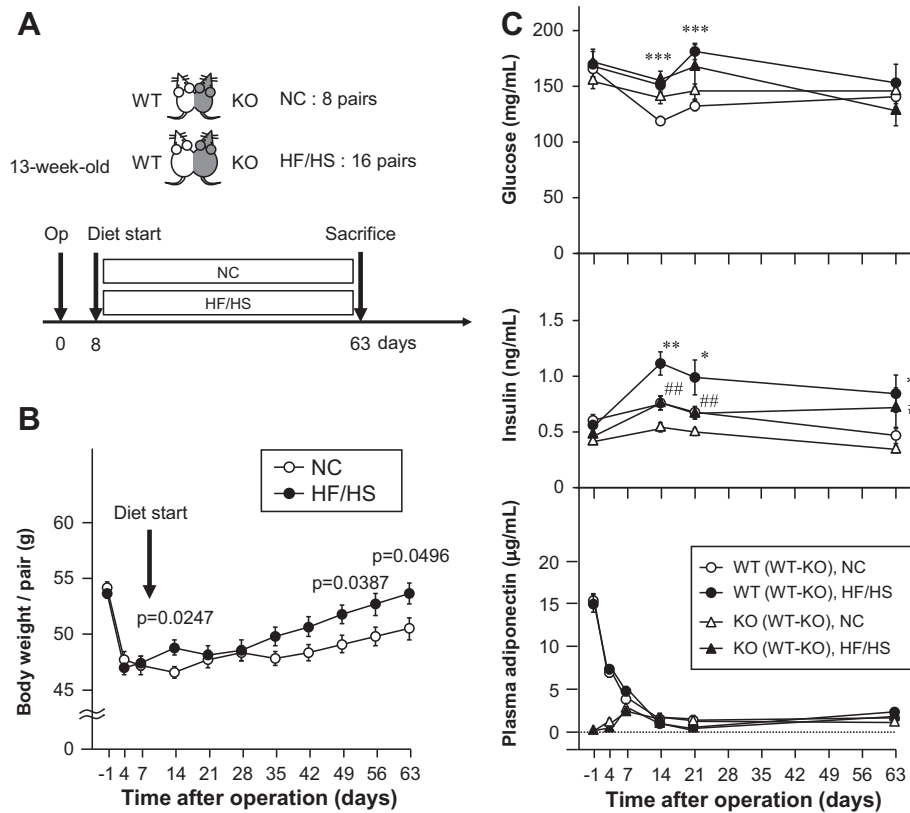 A
WT KO NC : 8 pairs
13-week-old WT KO HF/HS : 16 pairs
Op Diet start Sacrifice
NC
HF/HS
0 8 63 days
B
Body weight / pair (g)
60
55
50
45
0
NC
HF/HS
Diet start
p=0.0247
p=0.0387
p=0.0496
-1 4 7 14 21 28 35 42 49 56 63
Time after operation (days)
C
Glucose (mg/mL)
200
150
100
50
0
*** ***
Insulin (ng/mL)
1.5
1.0
0.5
0
** *
## ##
Plasma adiponectin (µg/mL)
20
15
10
5
0
WT (WT-KO), NC
WT (WT-KO), HF/HS
KO (WT-KO), NC
KO (WT-KO), HF/HS
-1 4 7 14 21 28 35 42 49 56 63
Time after operation (days)